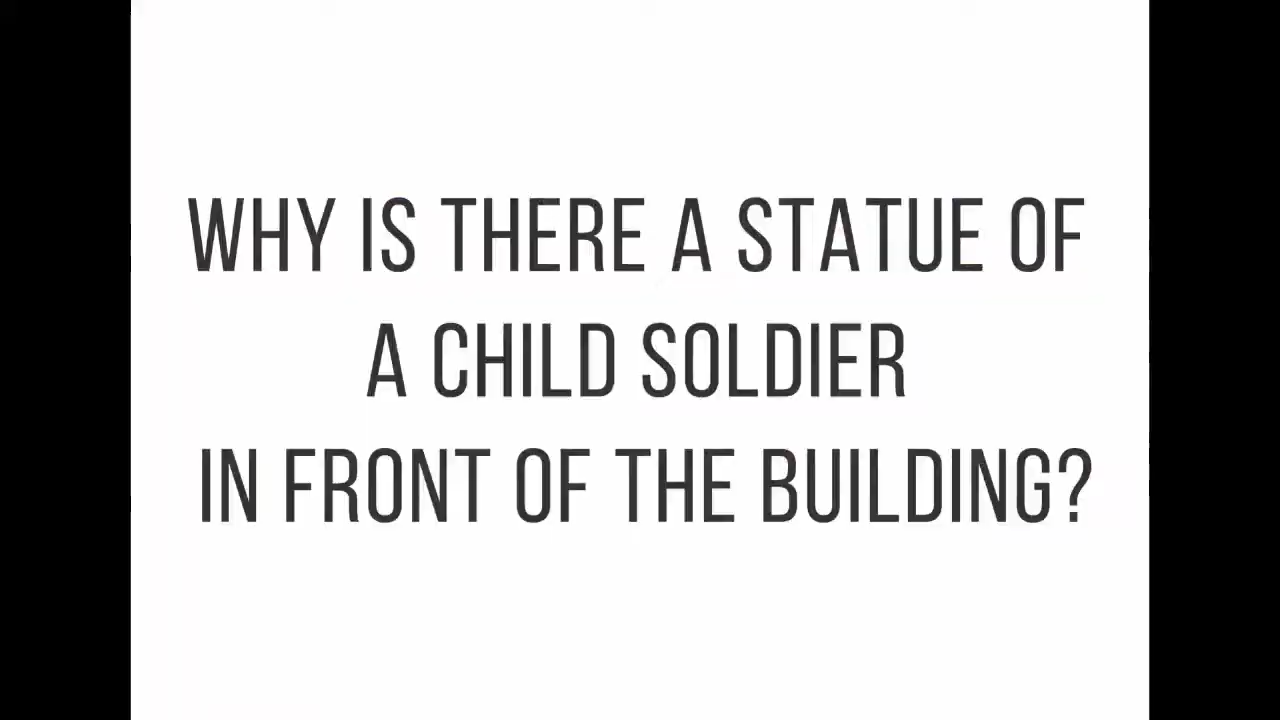 WHY IS THERE A STATUE OF
A CHILD SOLDIER
IN FRONT OF THE BUILDING?